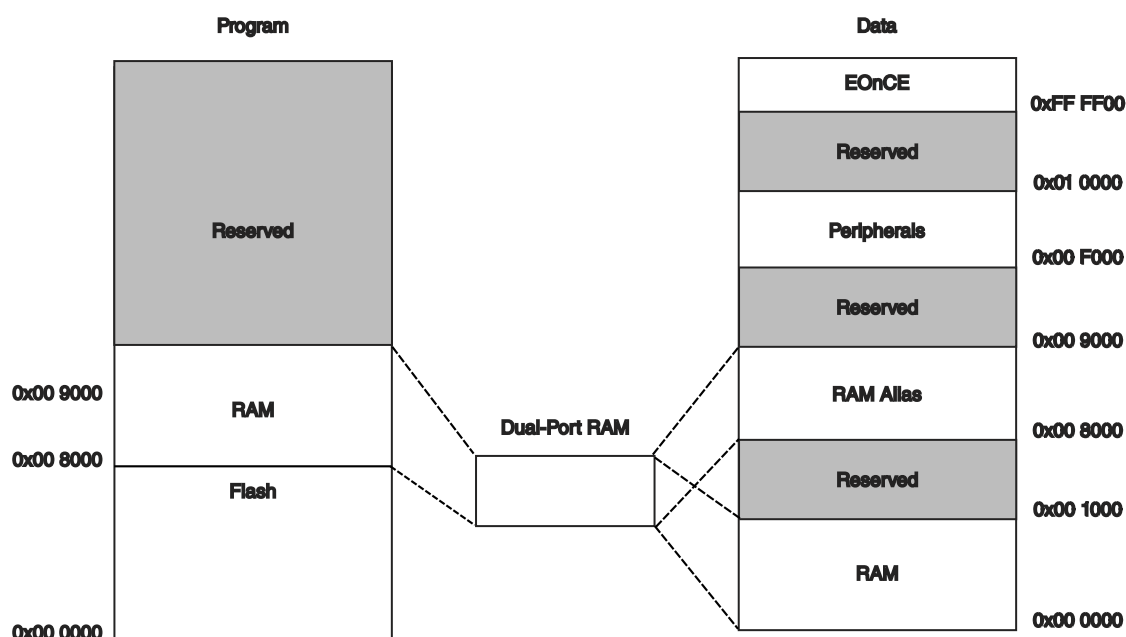 Program
Reserved
0x00 9000
RAM
0x00 8000
Flash
0x00 0000
Dual-Port RAM
Data
EOnCE
0xFF FF00
Reserved
0x01 0000
Peripherals
0x00 F000
Reserved
0x00 9000
RAM Alias
0x00 8000
Reserved
0x00 1000
RAM
0x00 0000